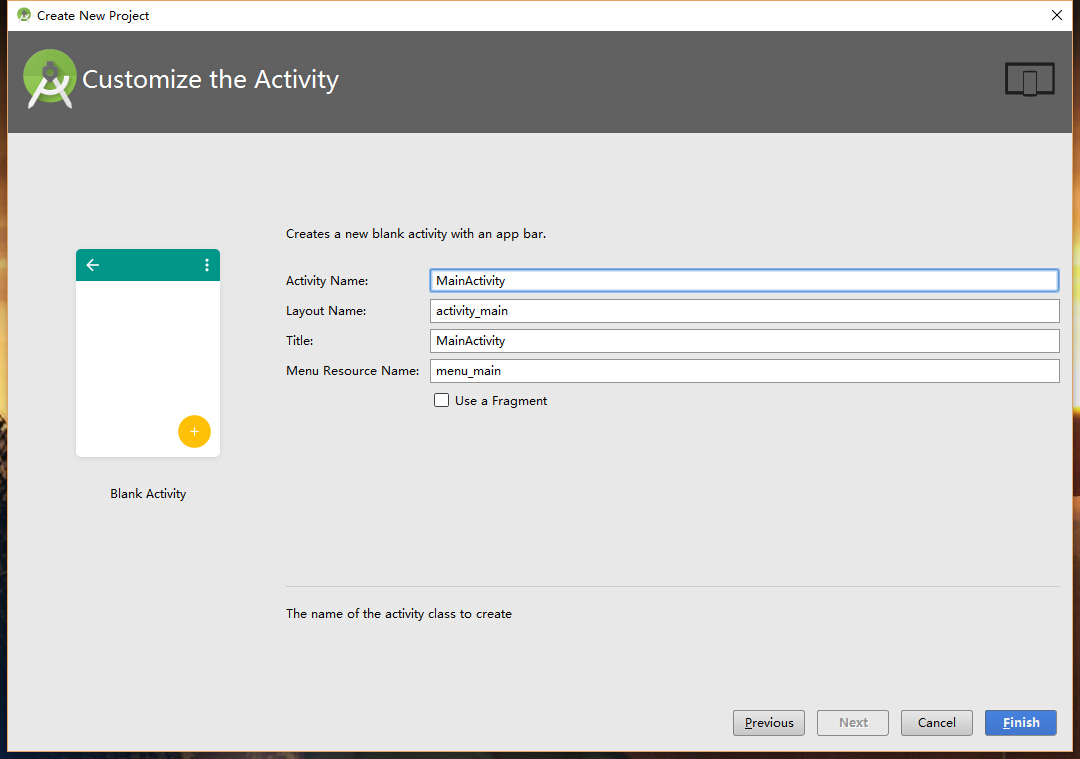 Create New Project
Customize the Activity
Creates a new blank activity with an app bar.
Activity Name: MainActivity
Layout Name: activity_main
Title: MainActivity
Menu Resource Name: menu_main
Use a Fragment
Blank Activity
The name of the activity class to create
Previous Next Cancel Finish